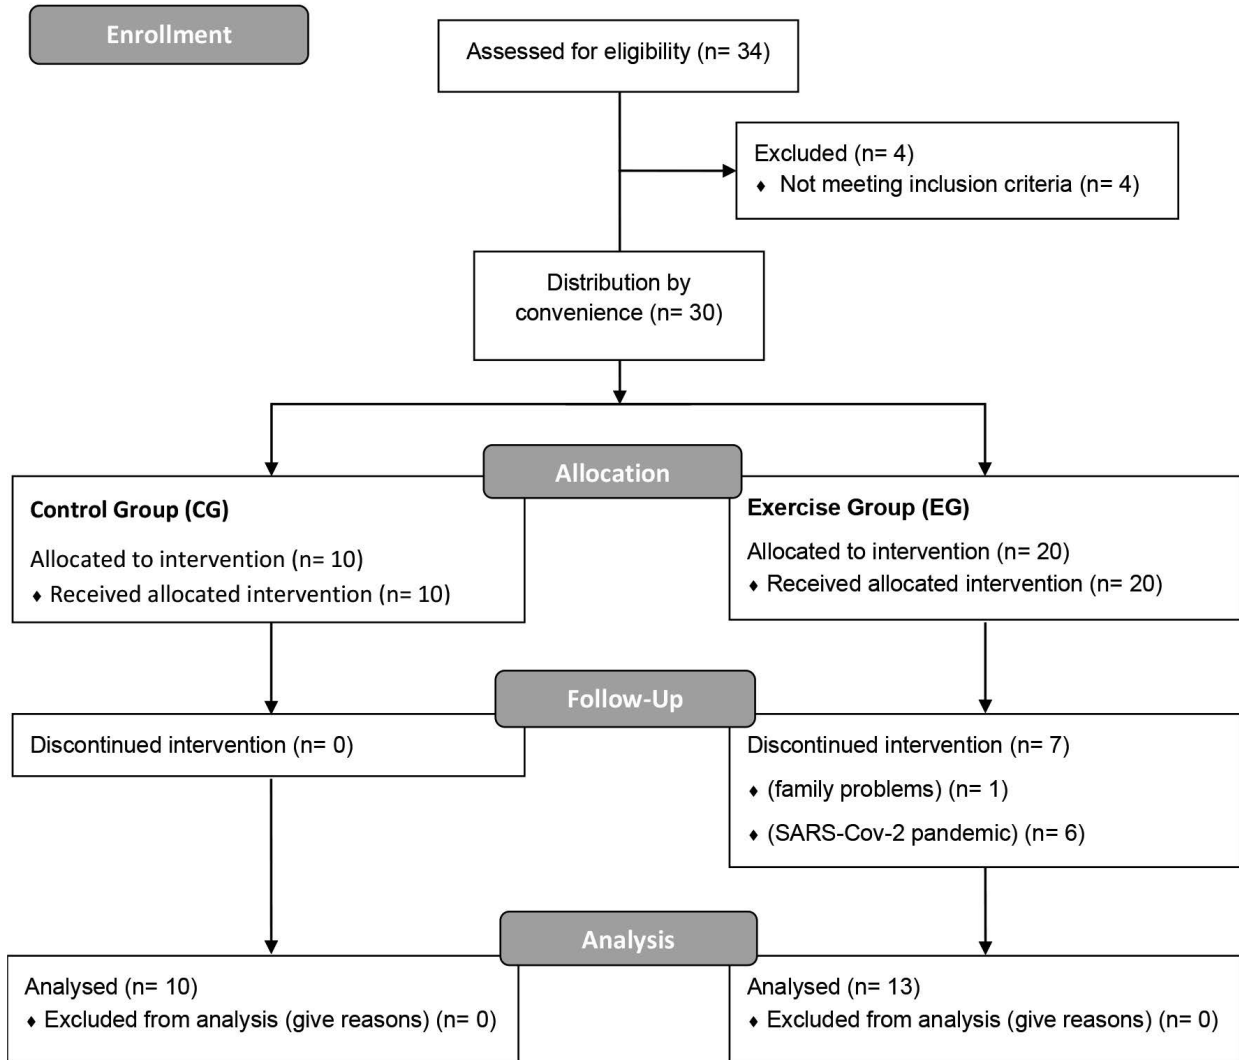 Enrollment
Assessed for eligibility (n= 34)
Excluded (n= 4)
♦ Not meeting inclusion criteria (n= 4)
Distribution by
convenience (n= 30)
Allocation
Control Group (CG)
Allocated to intervention (n= 10)
♦ Received allocated intervention (n= 10)
Exercise Group (EG)
Allocated to intervention (n= 20)
♦ Received allocated intervention (n= 20)
Follow-Up
Discontinued intervention (n= 0)
Discontinued intervention (n= 7)
♦ (family problems) (n= 1)
♦ (SARS-Cov-2 pandemic) (n= 6)
Analysis
Analysed (n= 10)
♦ Excluded from analysis (give reasons) (n= 0)
Analysed (n= 13)
♦ Excluded from analysis (give reasons) (n= 0)